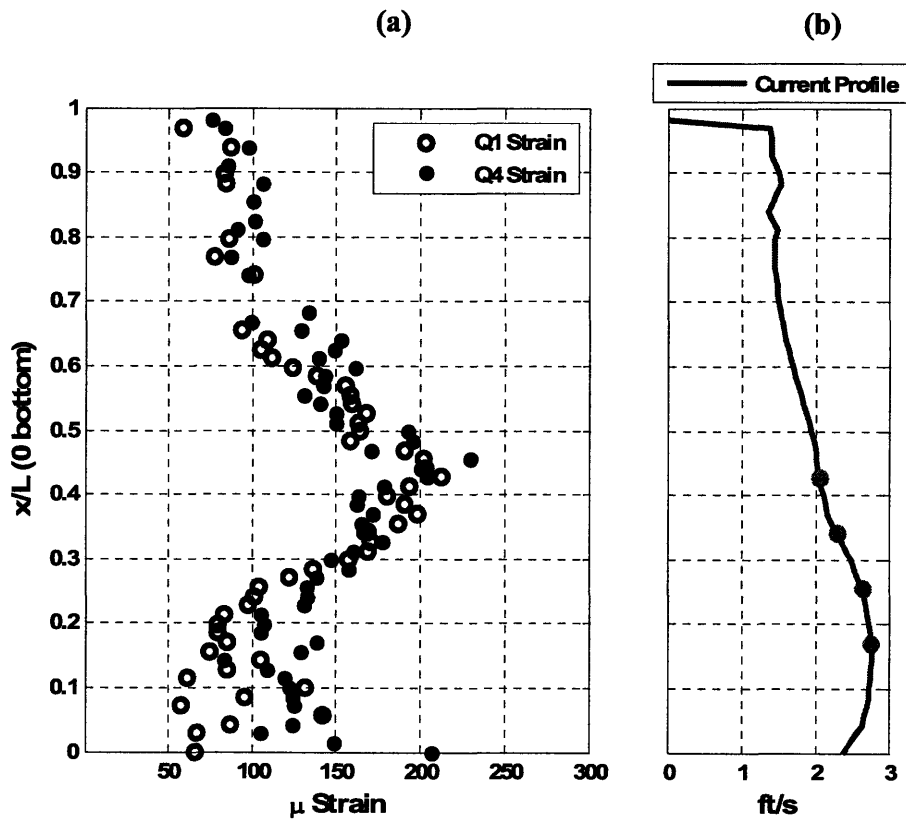 (a)
(b)
Q1 Strain
Q4 Strain
Current Profile
1
0.9
0.8
0.7
0.6
0.5
0.4
0.3
0.2
0.1
0
x/L (0 bottom)
50 100 150 200 250 300
μ Strain
0 1 2 3
ft/s